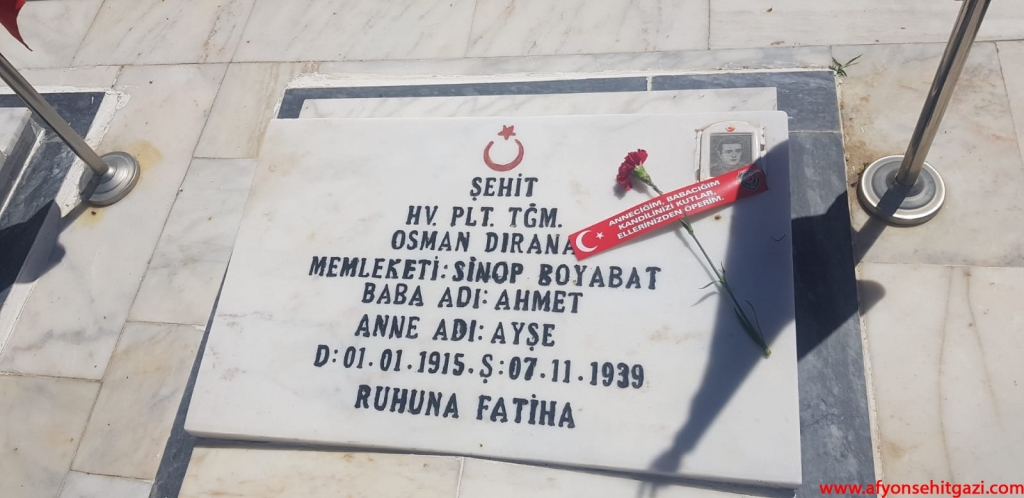 ŞEHİT
HV. PLT. TĞM.
OSMAN DIRANA
MEMLEKETİ: SİNOP BOYABAT
BABA ADI: AHMET
ANNE ADI: AYŞE
D: 01.01.1915. Ş: 07.11.1939
RUHUNA FATİHA
ANNECİĞİM, BABACIĞIM
KANDİLİNİZİ KUTLAR,
ELLERİNİZDEN ÖPERİM.
www.afyonsehitgazi.com